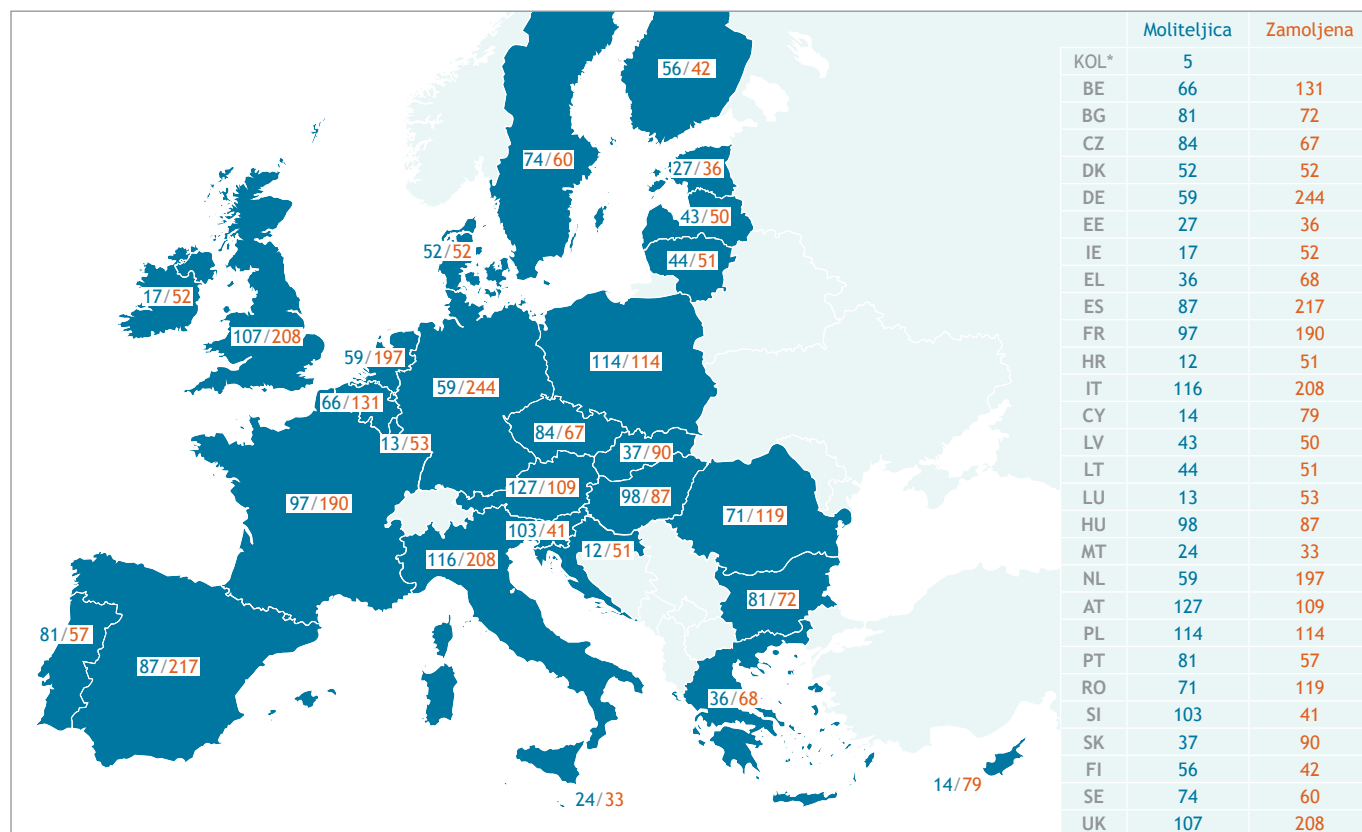 56/42
74/60
27/36
43/50
52/52
44/51
17/52
107/208
59/197
114/114
59/244
66/131
84/67
13/53
37/90
127/109
98/87
97/190
71/119
103/41
12/51
116/208
81/72
81/57
87/217
36/68
14/79
24/33
Moliteljica Zamoljena
KOL* 5
BE 66 131
BG 81 72
CZ 84 67
DK 52 52
DE 59 244
EE 27 36
IE 17 52
EL 36 68
ES 87 217
FR 97 190
HR 12 51
IT 116 208
CY 14 79
LV 43 50
LT 44 51
LU 13 53
HU 98 87
MT 24 33
NL 59 197
AT 127 109
PL 114 114
PT 81 57
RO 71 119
SI 103 41
SK 37 90
FI 56 42
SE 74 60
UK 107 208